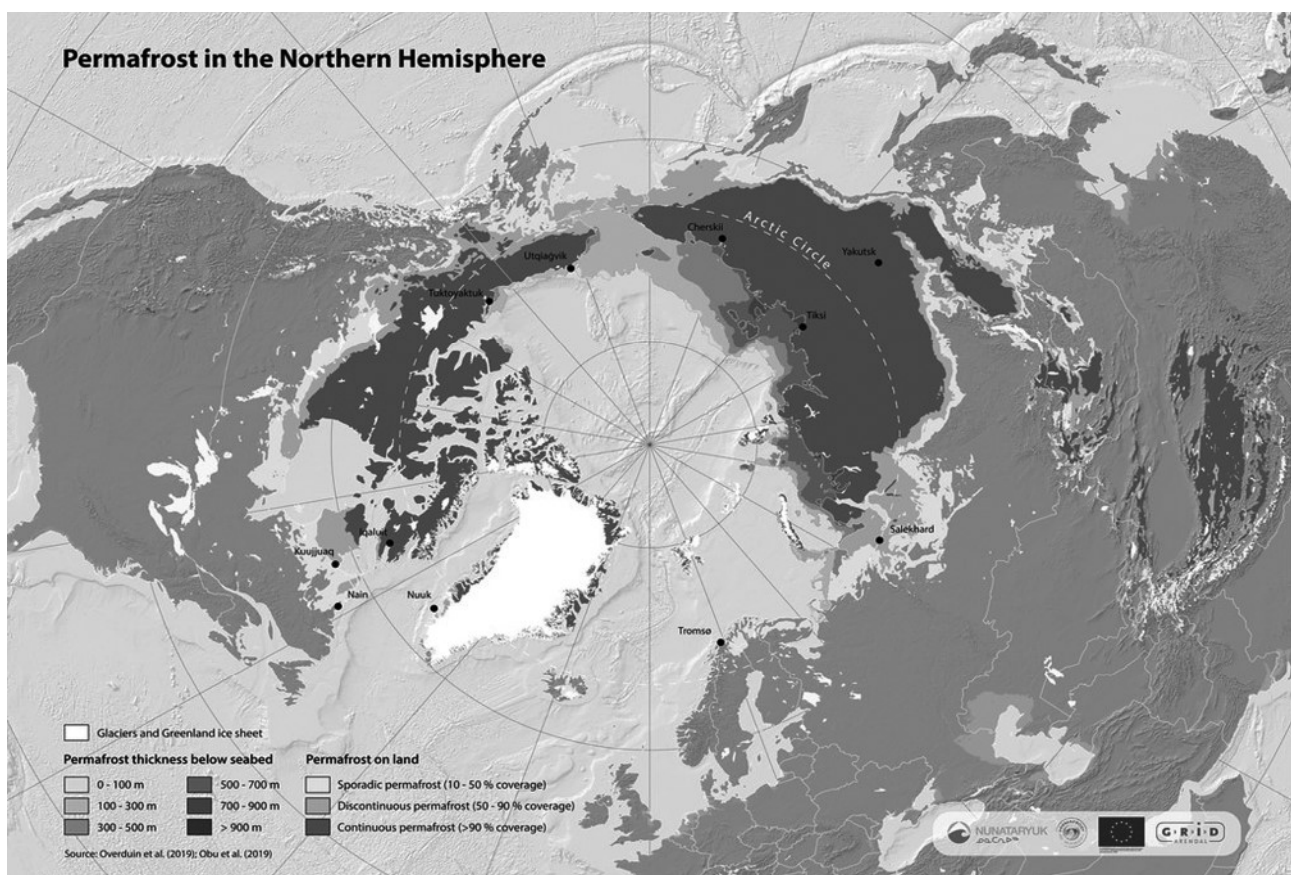 Permafrost in the Northern Hemisphere
Arctic Circle
Cherskii
Yakutsk
Utqiaġvik
Tuktoyaktuk
Tiksi
Iqaluit
Salekhard
Kuujjuaq
Nain
Nuuk
Tromsø
Glaciers and Greenland ice sheet
Permafrost thickness below seabed
0 - 100 m
100 - 300 m
300 - 500 m
500 - 700 m
700 - 900 m
> 900 m
Permafrost on land
Sporadic permafrost (10 - 50 % coverage)
Discontinuous permafrost (50 - 90 % coverage)
Continuous permafrost (>90 % coverage)
Source: Overduin et al. (2019); Obu et al. (2019)
NUNATARYUK
G R I D
ARENDAL